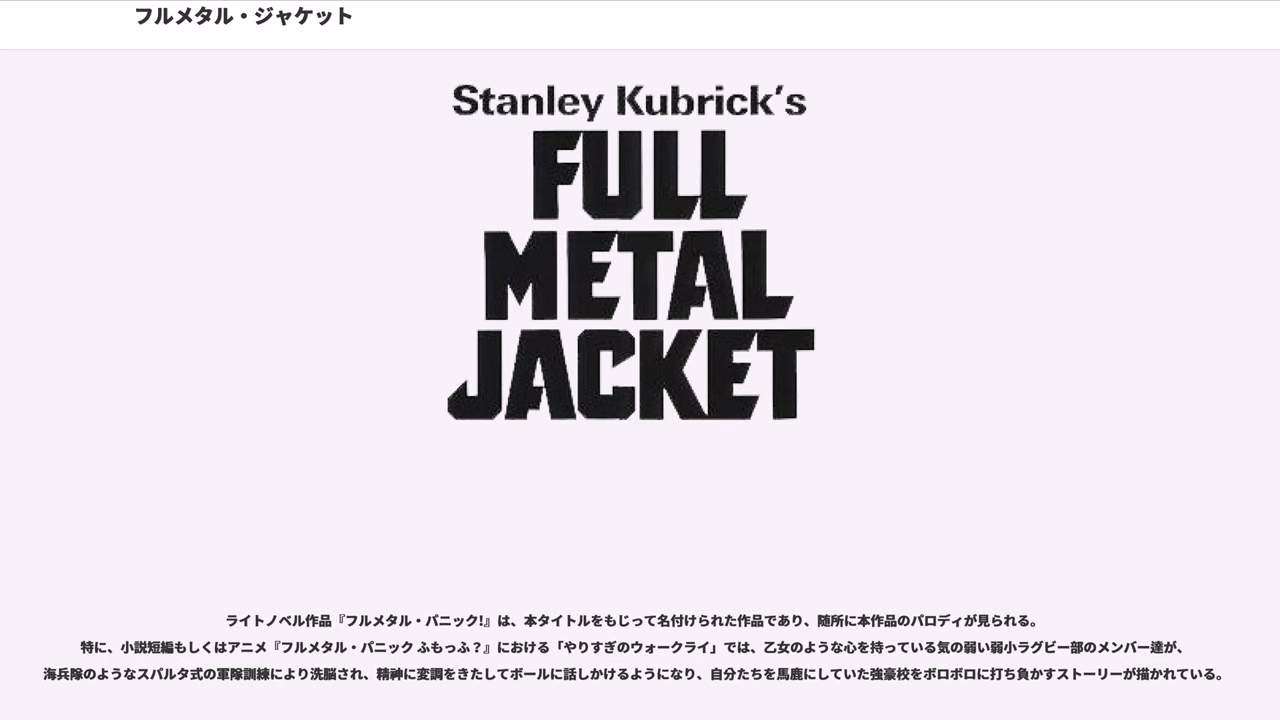 フルメタル・ジャケット
Stanley Kubrick's
FULL
METAL
JACKET
ライトノベル作品『フルメタル・パニック!』は、本タイトルをもじって名付けられた作品であり、随所に本作品のパロディが見られる。
特に、小説短編もしくはアニメ『フルメタル・パニック ふもっふ？』における「やりすぎのウォークライ」では、乙女のような心を持っている気の弱い弱小ラグビー部のメンバー達が、
海兵隊のようなスパルタ式の軍隊訓練により洗脳され、精神に変調をきたしてボールに話しかけるようになり、自分たちを馬鹿にしていた強豪校をボロボロに打ち負かすストーリーが描かれている。